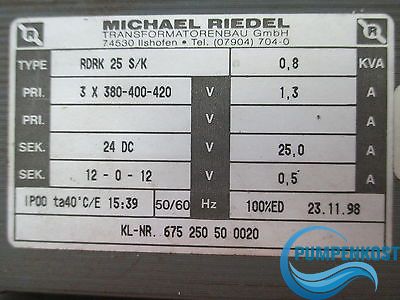 MICHAEL RIEDEL
TRANSFORMATORENBAU GmbH
74530 Ilshofen • Tel. (07904) 704-0
TYPE RDRK 25 S/K 0,8 KVA
PRI. 3 X 380-400-420 V 1,3 A
PRI. V A
SEK. 24 DC V 25,0 A
SEK. 12 - 0 - 12 V 0,5 A
IP00 ta40°C/E 15:39 50/60 Hz 100%ED 23.11.98
KL-NR. 675 250 50 0020
PUMPENKOST